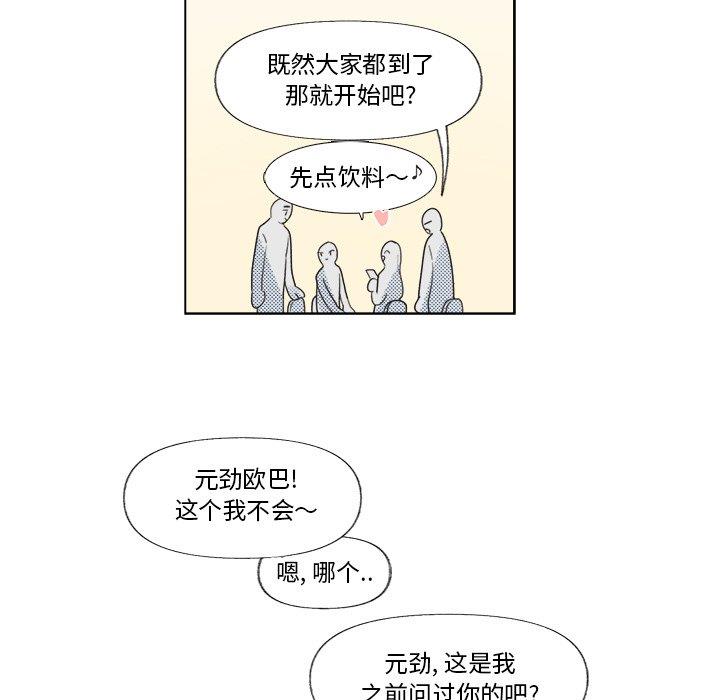 既然大家都到了
那就开始吧?
先点饮料～♪
元劲欧巴!
这个我不会～
嗯, 哪个..
元劲, 这是我
之前问过你的吧?